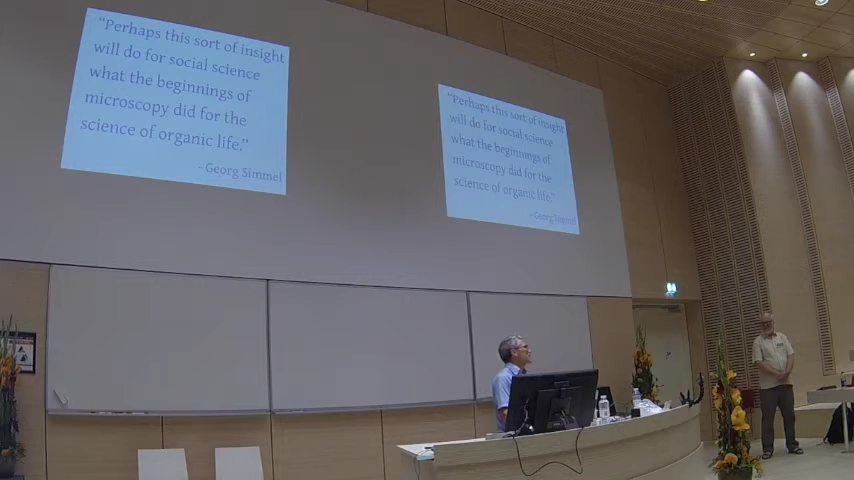 “Perhaps this sort of insight
will do for social science
what the beginnings of
microscopy did for the
science of organic life.”
- Georg Simmel
“Perhaps this sort of insight
will do for social science
what the beginnings of
microscopy did for the
science of organic life.”
- Georg Simmel